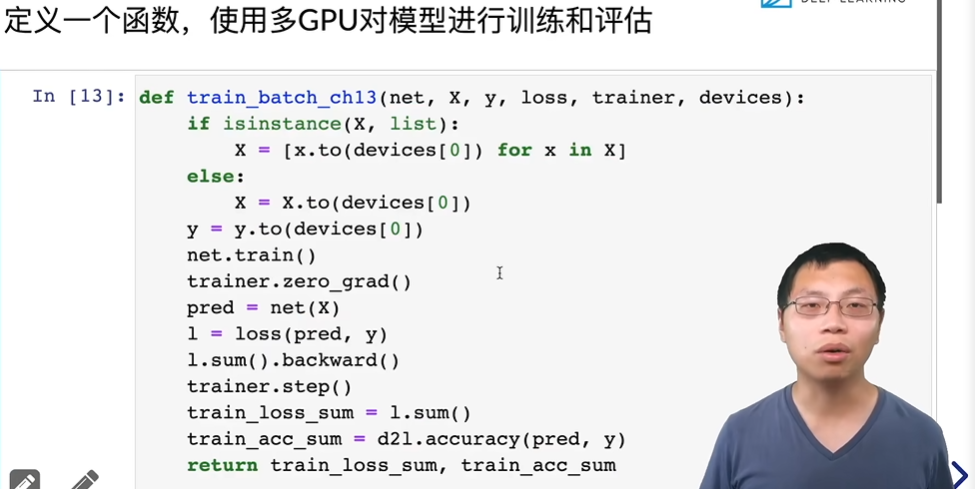 定义一个函数，使用多GPU对模型进行训练和评估
DEEP LEARNING
In [13]: def train_batch_ch13(net, X, y, loss, trainer, devices):
    if isinstance(X, list):
        X = [x.to(devices[0]) for x in X]
    else:
        X = X.to(devices[0])
    y = y.to(devices[0])
    net.train()
    trainer.zero_grad()
    pred = net(X)
    l = loss(pred, y)
    l.sum().backward()
    trainer.step()
    train_loss_sum = l.sum()
    train_acc_sum = d2l.accuracy(pred, y)
    return train_loss_sum, train_acc_sum